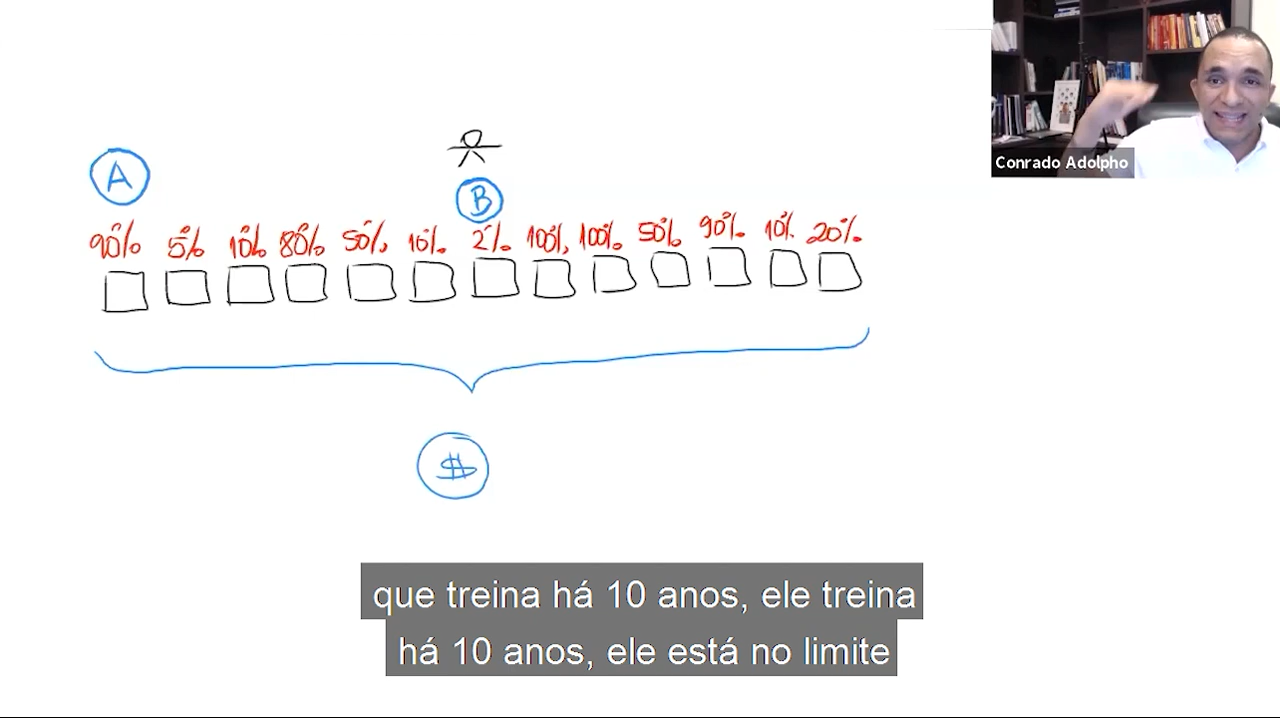 Conrado Adolpho
A
B
90% 5% 10% 80% 50% 10% 2% 100% 100% 50% 90% 10% 20%
$
que treina há 10 anos, ele treina
há 10 anos, ele está no limite